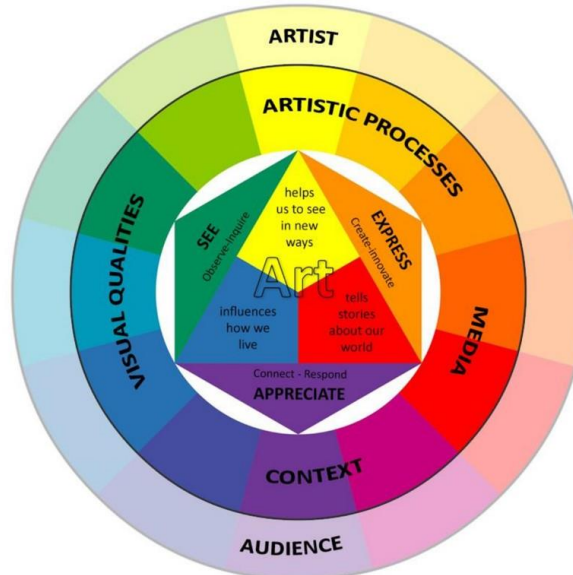 ARTIST
ARTISTIC PROCESSES
helps
us to see
in new
ways
SEE
Observe-Inquire
EXPRESS
Create-innovate
VISUAL QUALITIES
Art
influences
how we
live
tells
stories
about our
world
MEDIA
Connect - Respond
APPRECIATE
CONTEXT
AUDIENCE